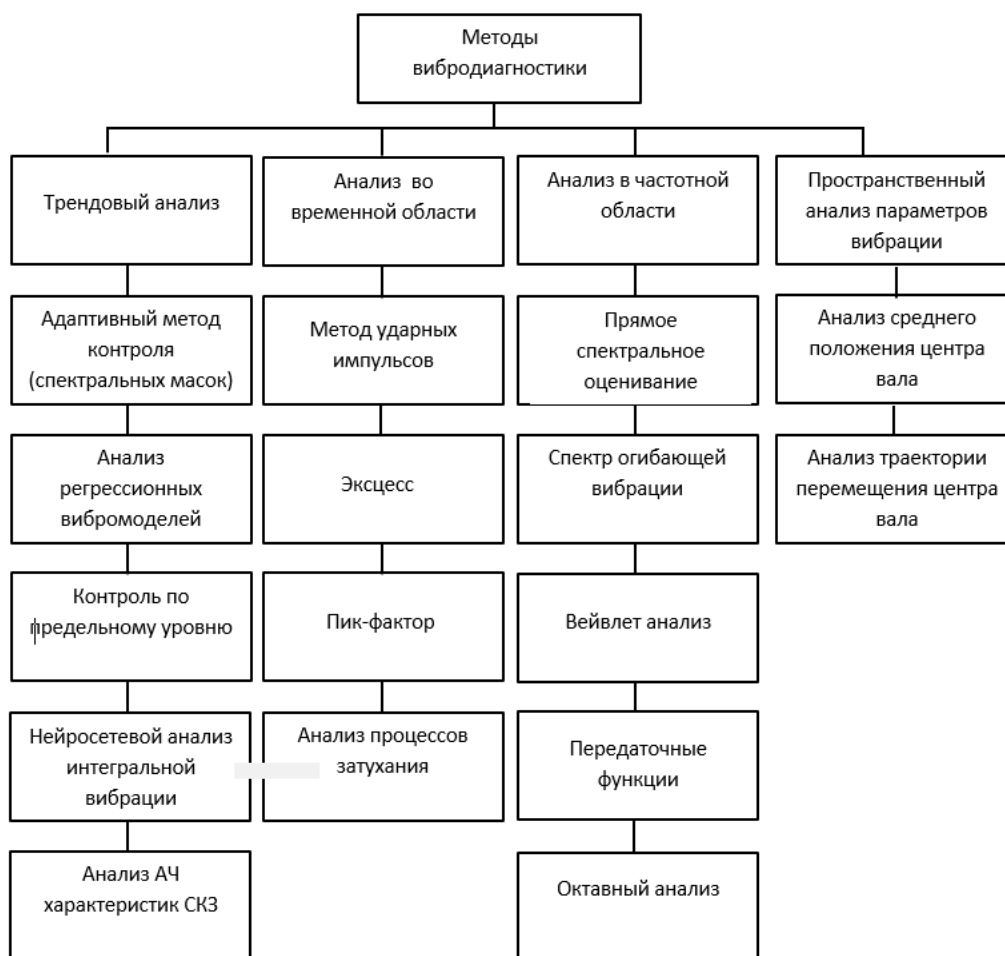 Методы
вибродиагностики
Трендовый анализ
Анализ во
временной области
Анализ в частотной
области
Пространственный
анализ параметров
вибрации
Адаптивный метод
контроля
(спектральных масок)
Метод ударных
импульсов
Прямое
спектральное
оценивание
Анализ среднего
положения центра
вала
Анализ
регрессионных
вибромоделей
Эксцесс
Спектр огибающей
вибрации
Анализ траектории
перемещения центра
вала
Контроль по
предельному уровню
Пик-фактор
Вейвлет анализ
Нейросетевой анализ
интегральной
вибрации
Анализ процессов
затухания
Передаточные
функции
Анализ АЧ
характеристик СКЗ
Октавный анализ